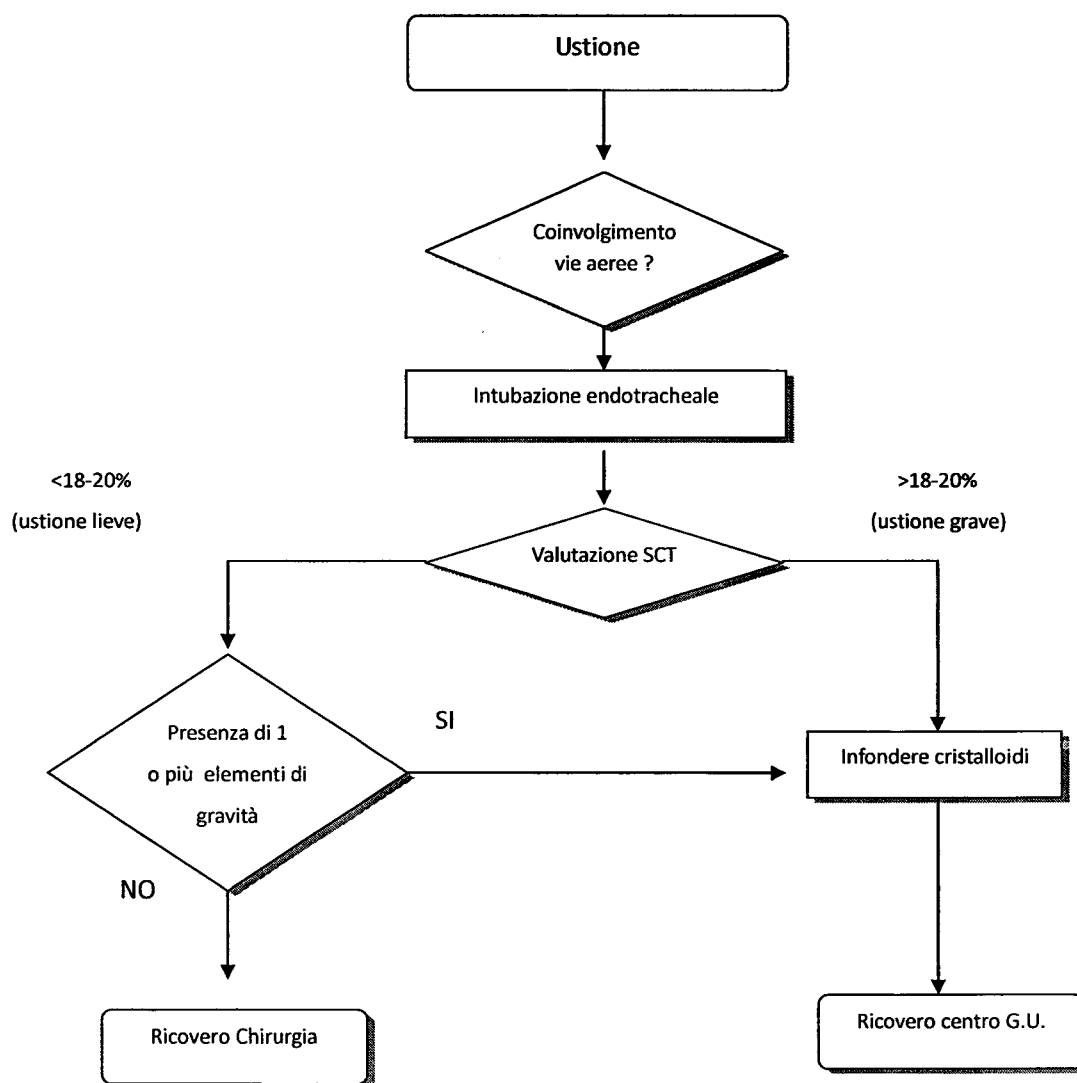 Ustione
Coinvolgimento
vie aeree ?
Intubazione endotracheale
<18-20%
(ustione lieve)
>18-20%
(ustione grave)
Valutazione SCT
Presenza di 1
o più elementi di
gravità
SI
Infondere cristalloidi
NO
Ricovero Chirurgia
Ricovero centro G.U.